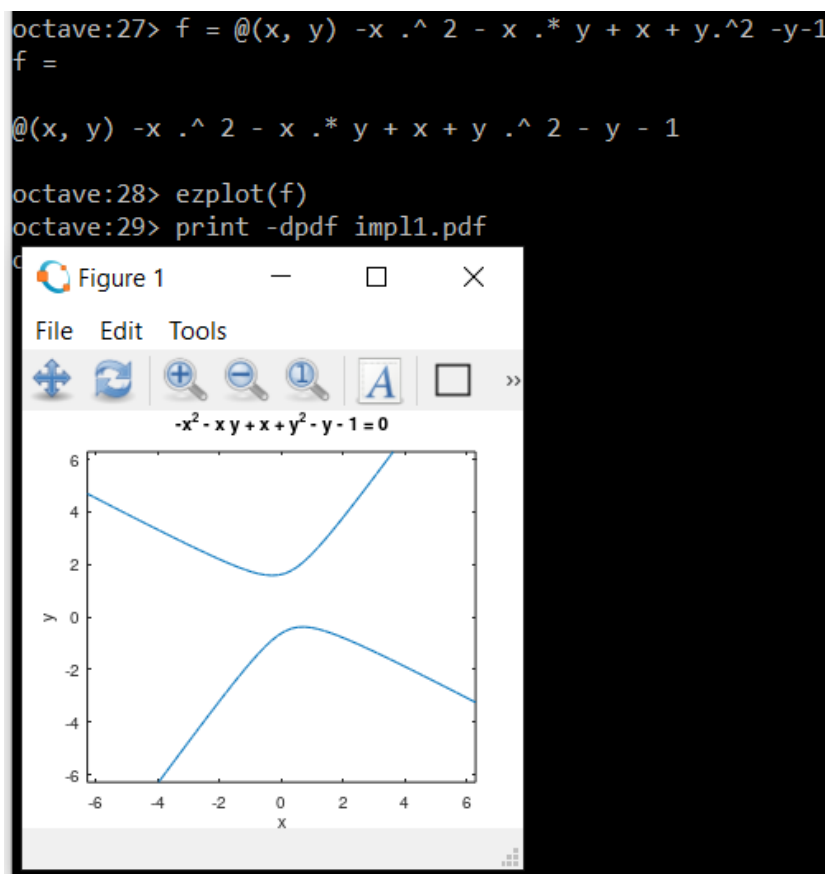 octave:27> f = @(x, y) -x .^ 2 - x .* y + x + y.^2 -y-1
f =
@(x, y) -x .^ 2 - x .* y + x + y .^ 2 - y - 1
octave:28> ezplot(f)
octave:29> print -dpdf impl1.pdf
Figure 1
File Edit Tools
A »
-x² - x y + x + y² - y - 1 = 0
6
4
2
0
-2
-4
-6
y
-6 -4 -2 0 2 4 6
x